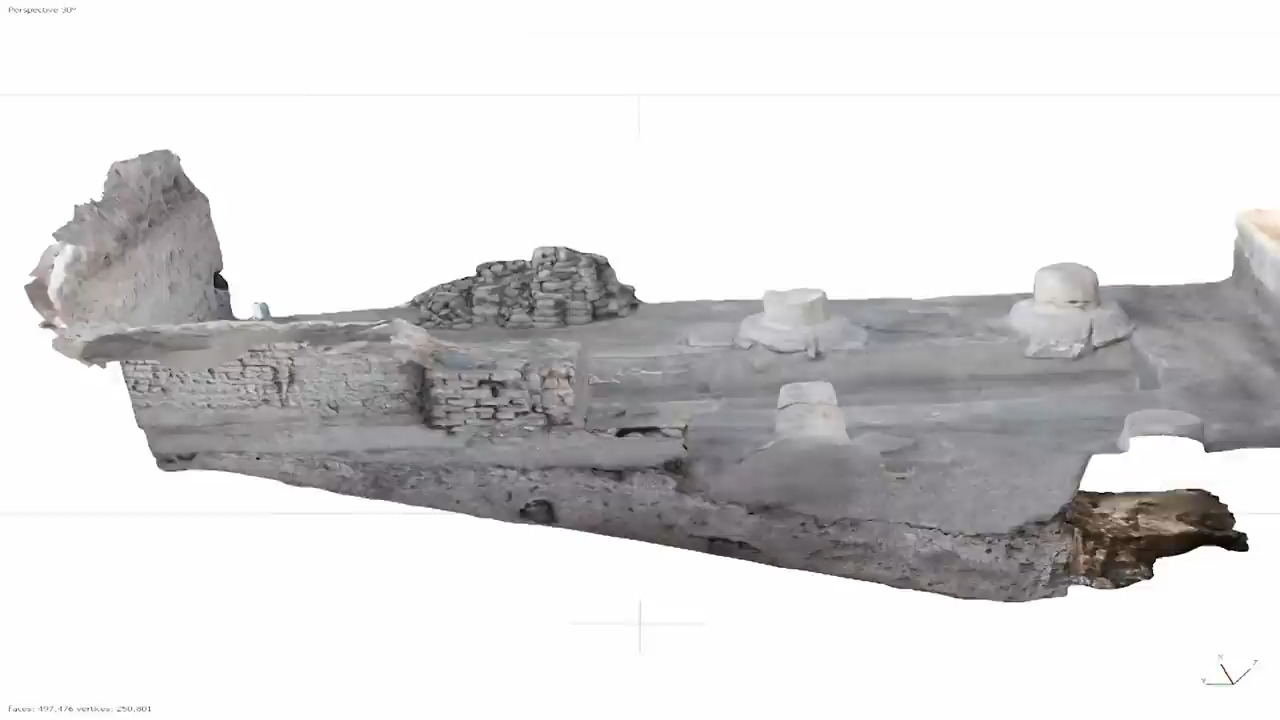 Perspective 30°
X
Z
Y
faces: 497,476 vertices: 250,801